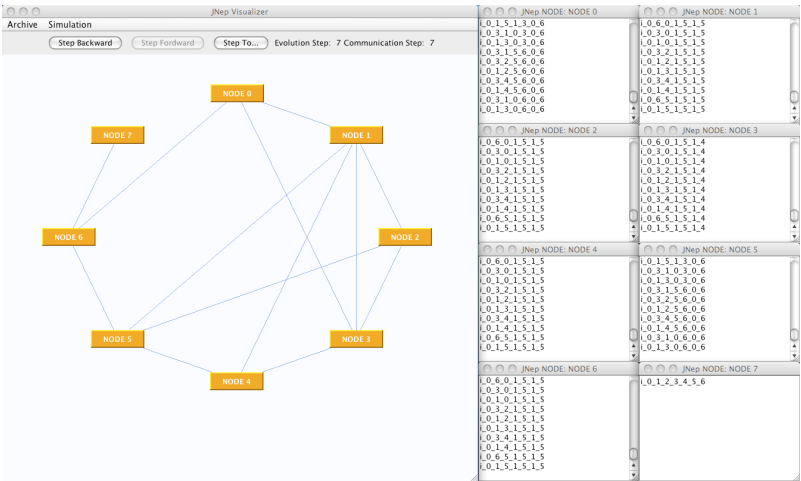 JNep Visualizer
Archive Simulation
Step Backward Step Fordward Step To... Evolution Step: 7 Communication Step: 7
NODE 0
NODE 7
NODE 1
NODE 6
NODE 2
NODE 5
NODE 3
NODE 4
JNep NODE: NODE 0
i_0_1_5_1_3_0_6
i_0_3_1_0_3_0_6
i_0_1_3_0_3_0_6
i_0_3_1_5_6_0_6
i_0_3_2_5_6_0_6
i_0_1_2_5_6_0_6
i_0_3_4_5_6_0_6
i_0_1_4_5_6_0_6
i_0_3_1_0_6_0_6
i_0_1_3_0_6_0_6
JNep NODE: NODE 1
i_0_6_0_1_5_1_5
i_0_3_0_1_5_1_5
i_0_1_0_1_5_1_5
i_0_3_2_1_5_1_5
i_0_1_2_1_5_1_5
i_0_1_3_1_5_1_5
i_0_3_4_1_5_1_5
i_0_1_4_1_5_1_5
i_0_6_5_1_5_1_5
i_0_1_5_1_5_1_5
JNep NODE: NODE 2
i_0_6_0_1_5_1_5
i_0_3_0_1_5_1_5
i_0_1_0_1_5_1_5
i_0_3_2_1_5_1_5
i_0_1_2_1_5_1_5
i_0_1_3_1_5_1_5
i_0_3_4_1_5_1_5
i_0_1_4_1_5_1_5
i_0_6_5_1_5_1_5
i_0_1_5_1_5_1_5
JNep NODE: NODE 3
i_0_6_0_1_5_1_4
i_0_3_0_1_5_1_4
i_0_1_0_1_5_1_4
i_0_3_2_1_5_1_4
i_0_1_2_1_5_1_4
i_0_1_3_1_5_1_4
i_0_3_4_1_5_1_4
i_0_1_4_1_5_1_4
i_0_6_5_1_5_1_4
i_0_1_5_1_5_1_4
JNep NODE: NODE 4
i_0_6_0_1_5_1_5
i_0_3_0_1_5_1_5
i_0_1_0_1_5_1_5
i_0_3_2_1_5_1_5
i_0_1_2_1_5_1_5
i_0_1_3_1_5_1_5
i_0_3_4_1_5_1_5
i_0_1_4_1_5_1_5
i_0_6_5_1_5_1_5
i_0_1_5_1_5_1_5
JNep NODE: NODE 5
i_0_1_5_1_3_0_6
i_0_3_1_0_3_0_6
i_0_1_3_0_3_0_6
i_0_3_1_5_6_0_6
i_0_3_2_5_6_0_6
i_0_1_2_5_6_0_6
i_0_3_4_5_6_0_6
i_0_1_4_5_6_0_6
i_0_3_1_0_6_0_6
i_0_1_3_0_6_0_6
JNep NODE: NODE 6
i_0_6_0_1_5_1_5
i_0_3_0_1_5_1_5
i_0_1_0_1_5_1_5
i_0_3_2_1_5_1_5
i_0_1_2_1_5_1_5
i_0_1_3_1_5_1_5
i_0_3_4_1_5_1_5
i_0_1_4_1_5_1_5
i_0_6_5_1_5_1_5
i_0_1_5_1_5_1_5
JNep NODE: NODE 7
i_0_1_2_3_4_5_6